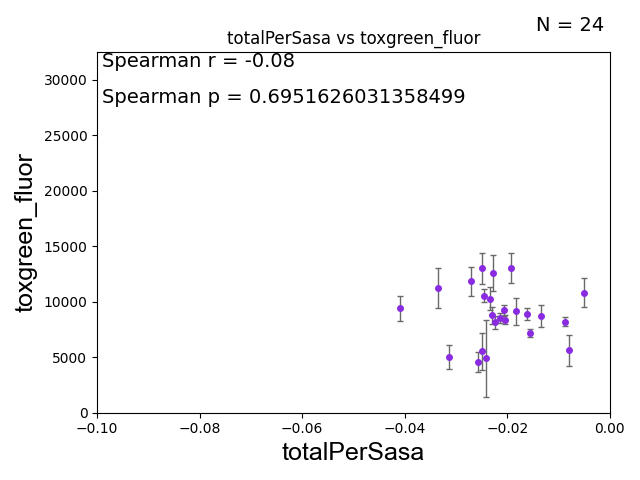 N = 24
totalPerSasa vs toxgreen_fluor
Spearman r = -0.08
Spearman p = 0.6951626031358499
toxgreen_fluor
30000
25000
20000
15000
10000
5000
0
−0.10 −0.08 −0.06 −0.04 −0.02 0.00
totalPerSasa